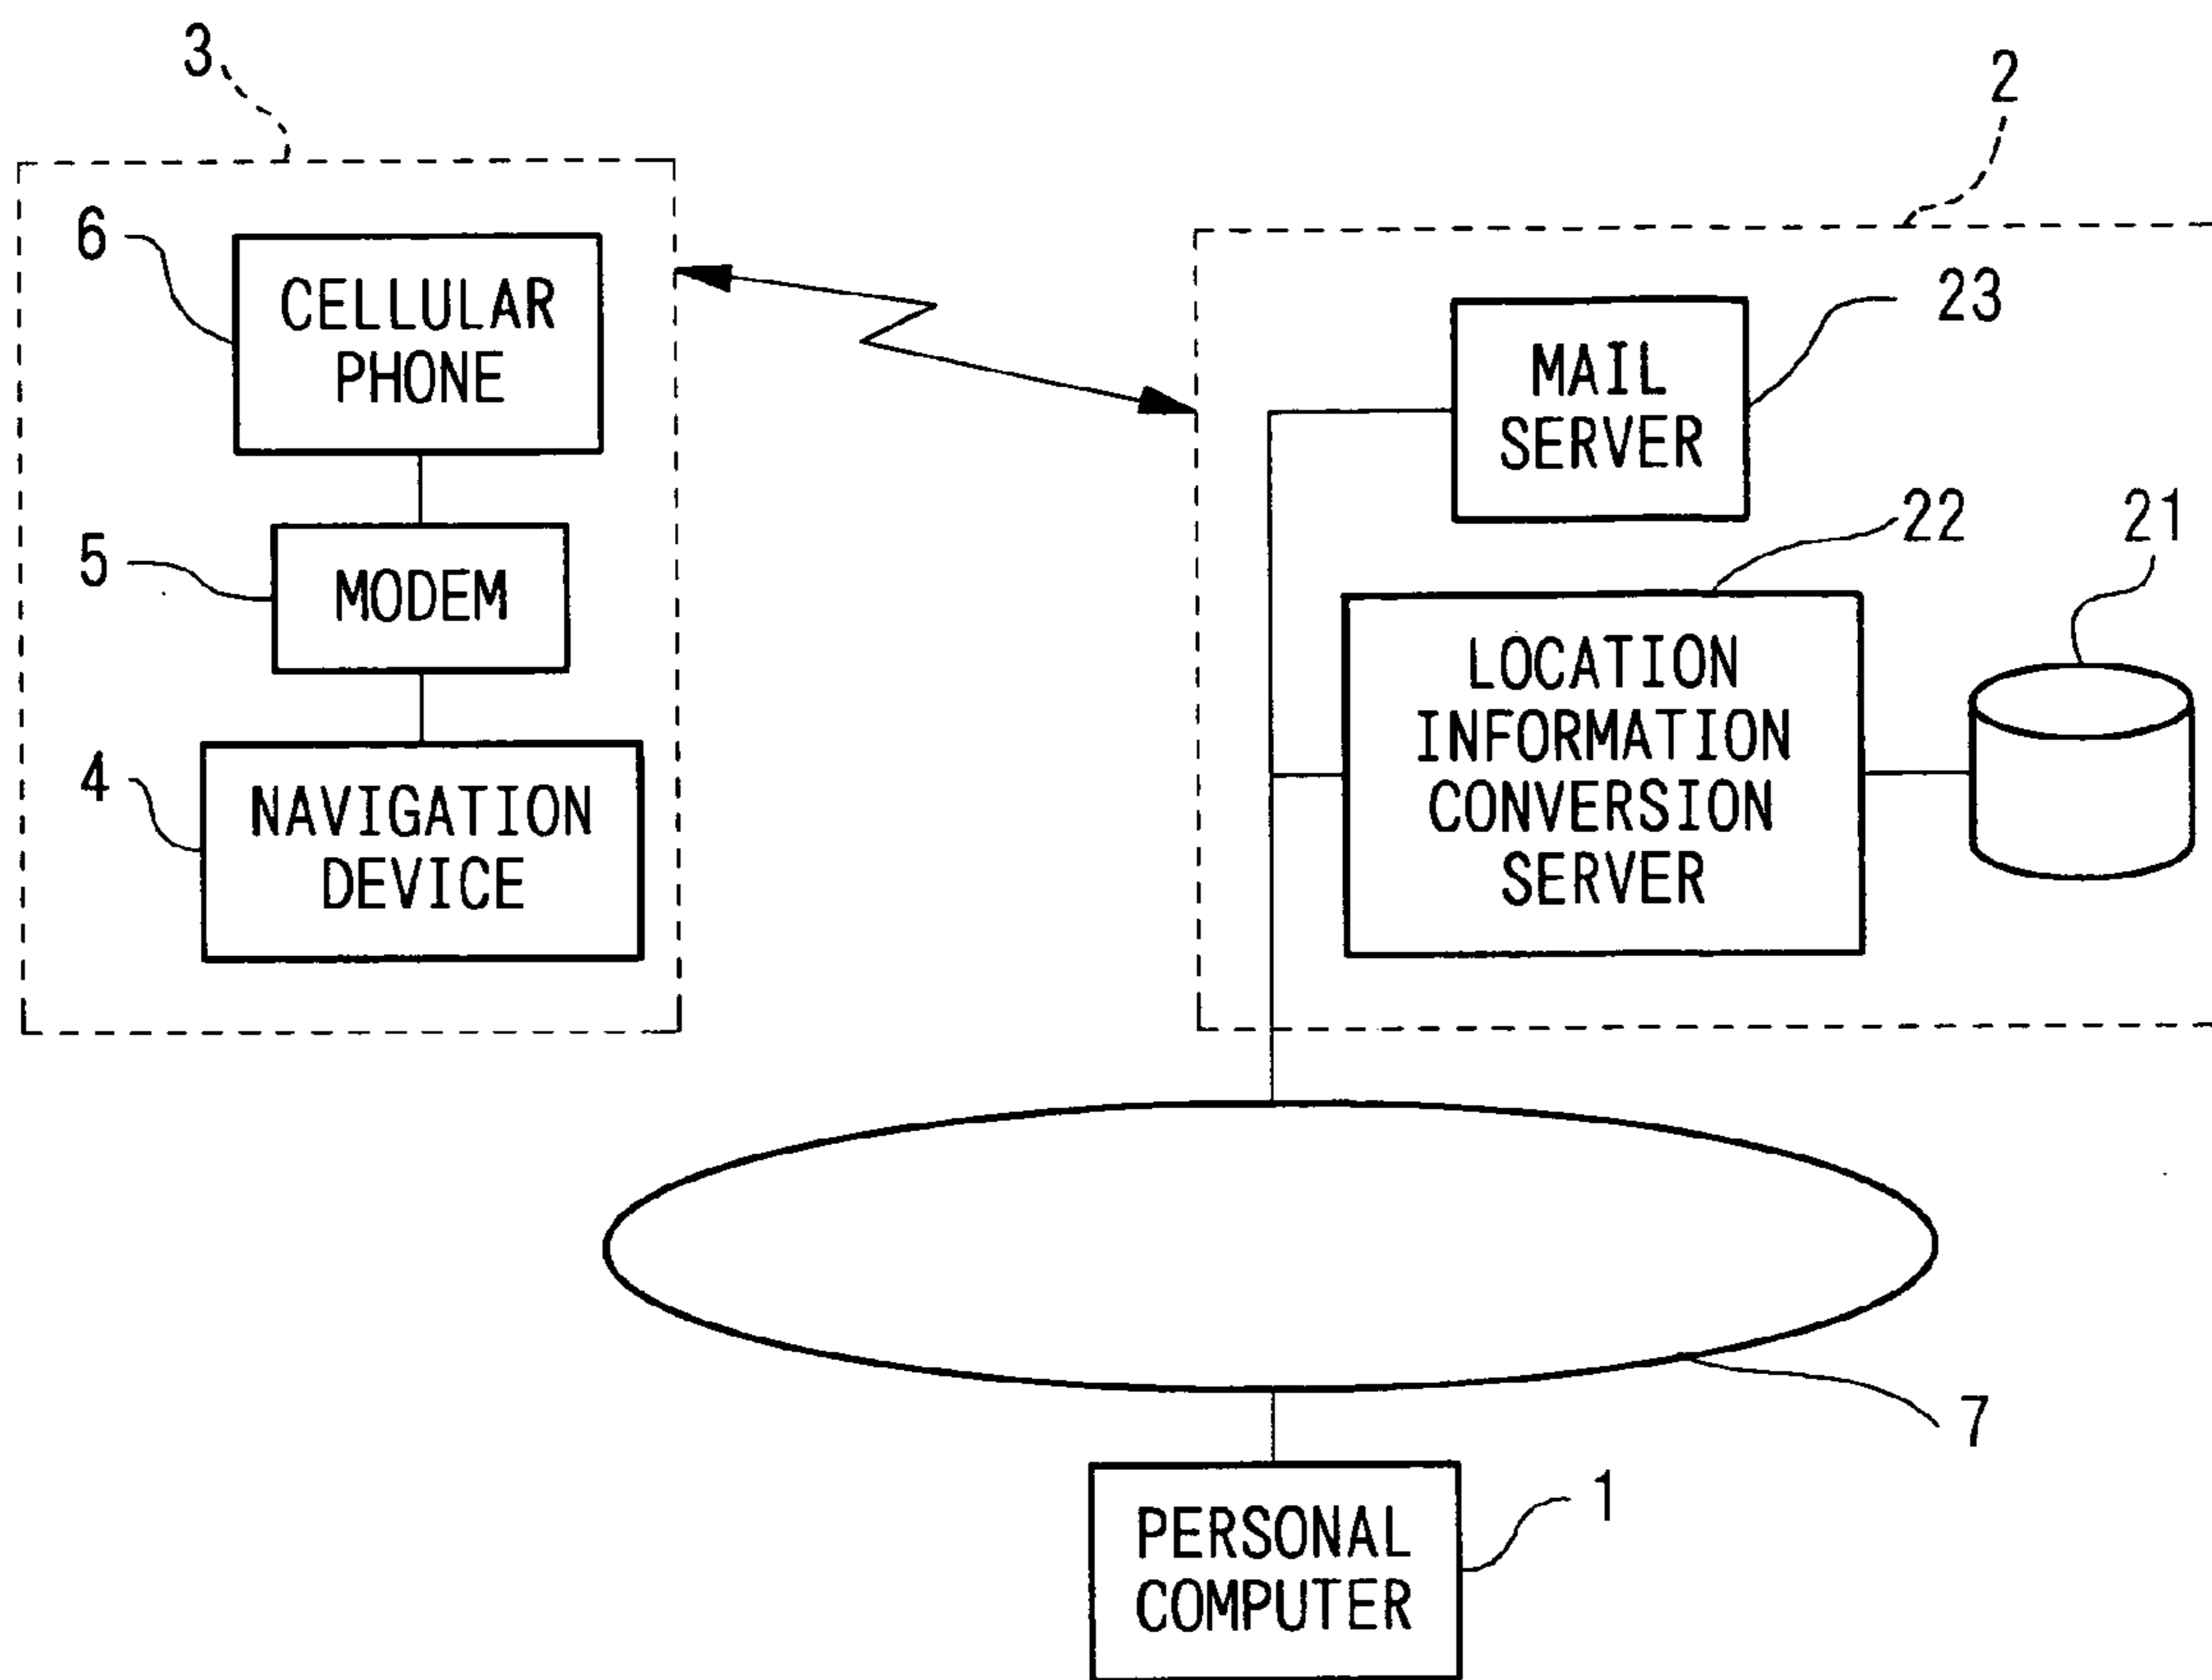 3
2
6
CELLULAR
PHONE
23
MAIL
SERVER
5
MODEM
22
21
LOCATION
INFORMATION
CONVERSION
SERVER
4
NAVIGATION
DEVICE
7
1
PERSONAL
COMPUTER